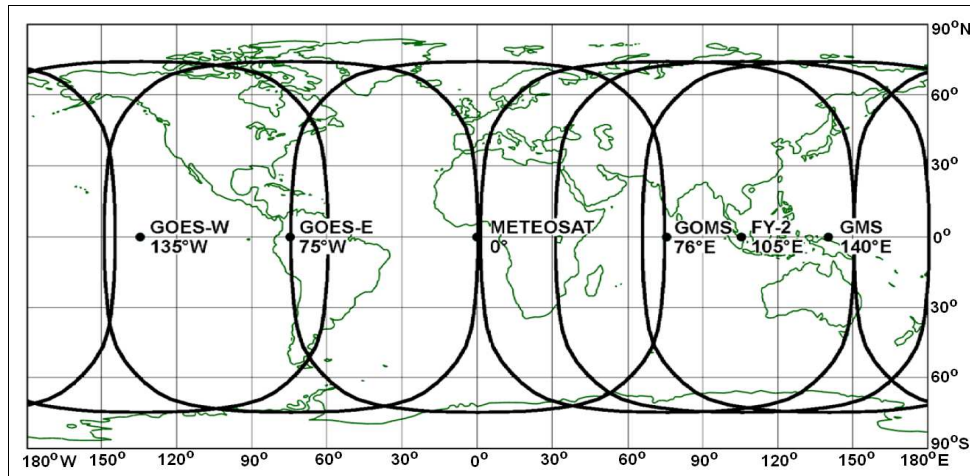 90°N
60°
30°
GOES-W
135°W
GOES-E
75°W
METEOSAT
0°
GOMS
76°E
FY-2
105°E
GMS
140°E
0°
30°
60°
90°S
180°W 150° 120° 90° 60° 30° 0° 30° 60° 90° 120° 150° 180°E